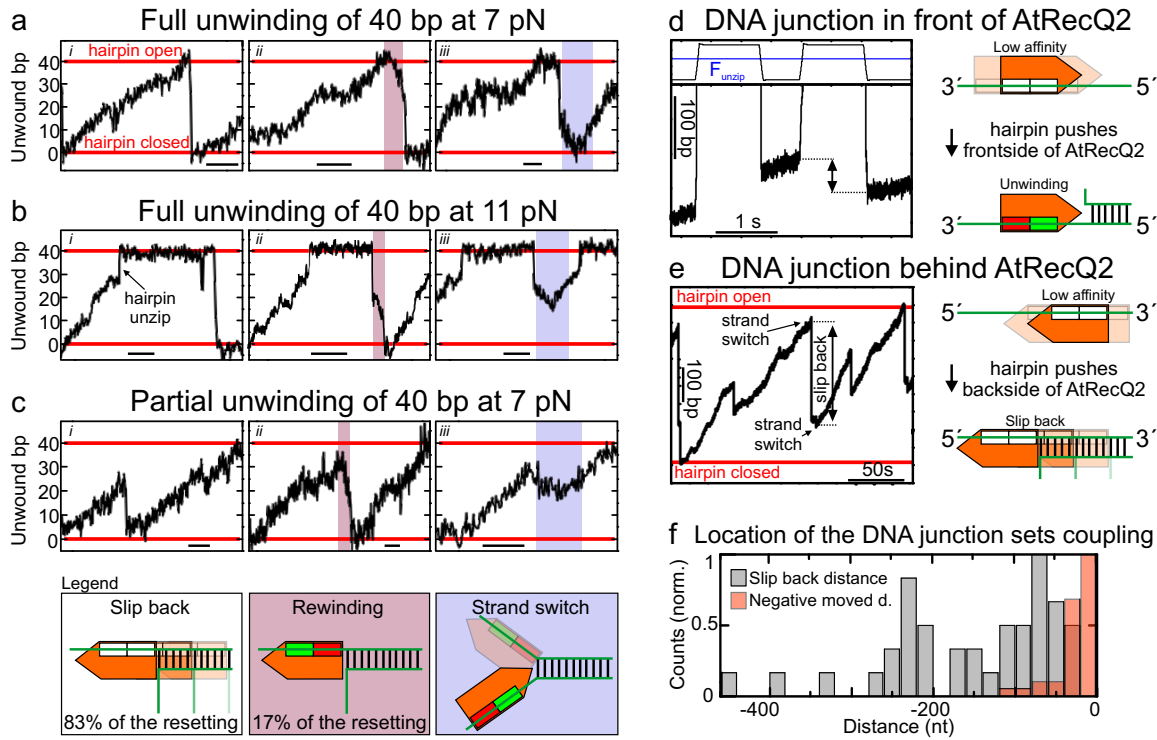 a Full unwinding of 40 bp at 7 pN
Unwound bp
40
30
20
10
0
i
hairpin open
hairpin closed
ii
iii
b Full unwinding of 40 bp at 11 pN
Unwound bp
40
30
20
10
0
i
hairpin
unzip
ii
iii
c Partial unwinding of 40 bp at 7 pN
Unwound bp
40
30
20
10
0
i
ii
iii
Legend
Slip back
83% of the resetting
Rewinding
17% of the resetting
Strand switch
d DNA junction in front of AtRecQ2
F unzip
100 bp
1 s
Low affinity
3´ 5´
hairpin pushes
frontside of AtRecQ2
Unwinding
3´ 5´
e DNA junction behind AtRecQ2
hairpin open
strand
switch
slip back
100 bp
strand
switch
hairpin closed
50s
Low affinity
5´ 3´
hairpin pushes
backside of AtRecQ2
Slip back
5´ 3´
f Location of the DNA junction sets coupling
Counts (norm.)
1
0.5
0
Slip back distance
Negative moved d.
-400 -200 0
Distance (nt)